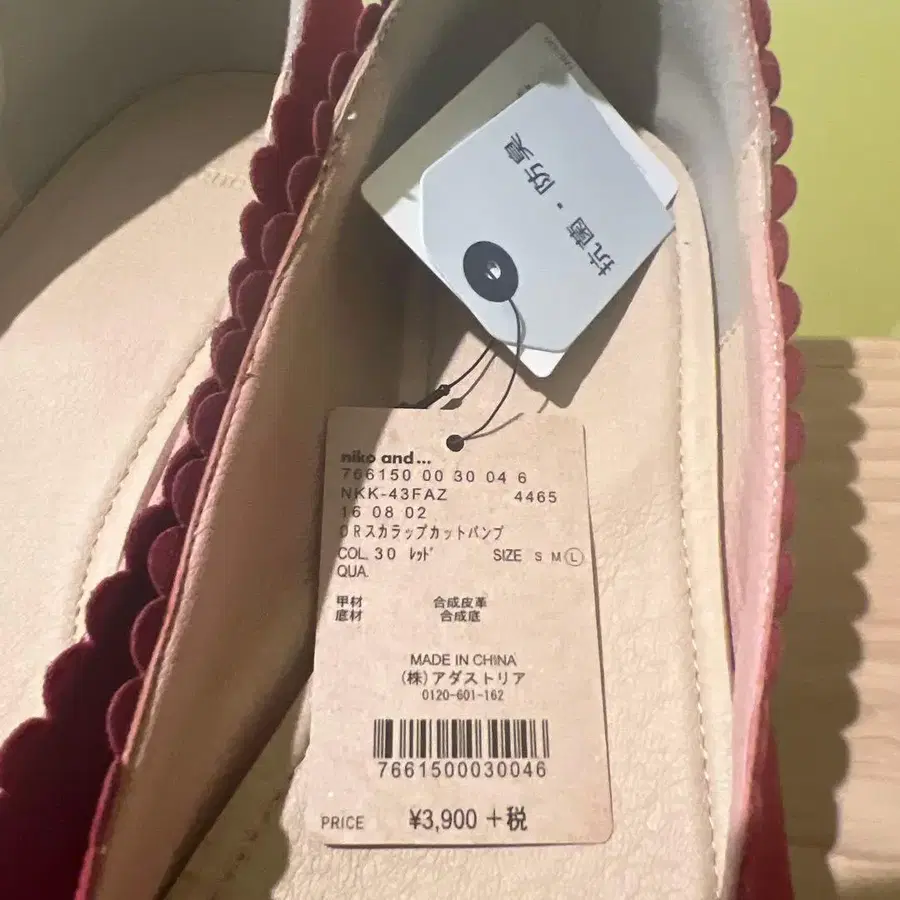 抗菌・防臭
niko and...
766150 00 30 04 6
NKK-43FAZ 4465
16 08 02
DRスカラップカットパンプ
COL. 30 レッド SIZE S M L
QUA.
甲材 合成皮革
底材 合成底
MADE IN CHINA
(株)アダストリア
0120-601-162
7661500030046
PRICE ¥3,900 +税